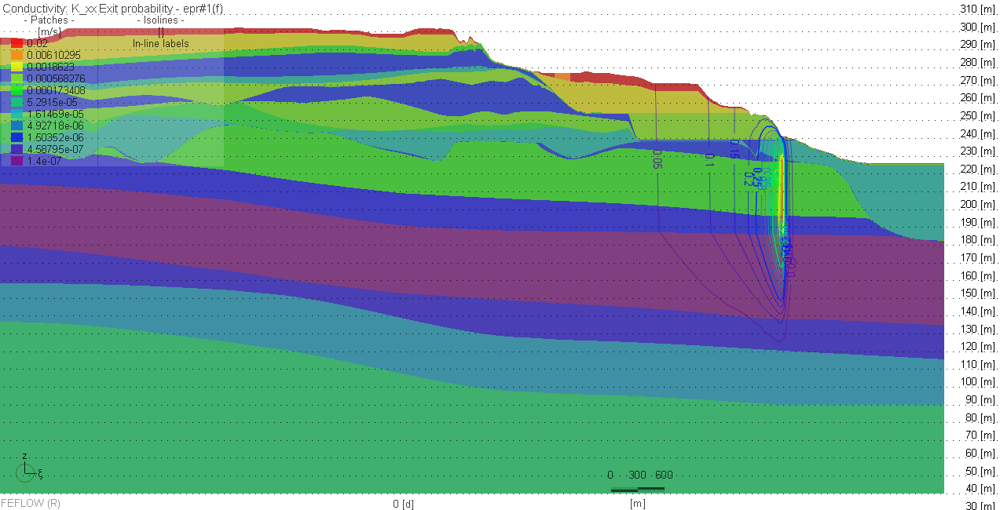 Conductivity: K_xx Exit probability - epr#1(f)
- Patches - - Isolines -
[m/s] []
0.02 In-line labels
0.00610295
0.0018623
0.000568276
0.000173408
5.2915e-05
1.61469e-05
4.92718e-06
1.50352e-06
4.58795e-07
1.4e-07
310 [m]
300 [m]
290 [m]
280 [m]
270 [m]
260 [m]
250 [m]
240 [m]
230 [m]
220 [m]
210 [m]
200 [m]
190 [m]
180 [m]
170 [m]
160 [m]
150 [m]
140 [m]
130 [m]
120 [m]
110 [m]
100 [m]
90 [m]
80 [m]
70 [m]
60 [m]
50 [m]
40 [m]
30 [m]
0.05
0.1
0.15
0.2
0.25
z
ξ
0 300 600
[m]
FEFLOW (R)
0 [d]